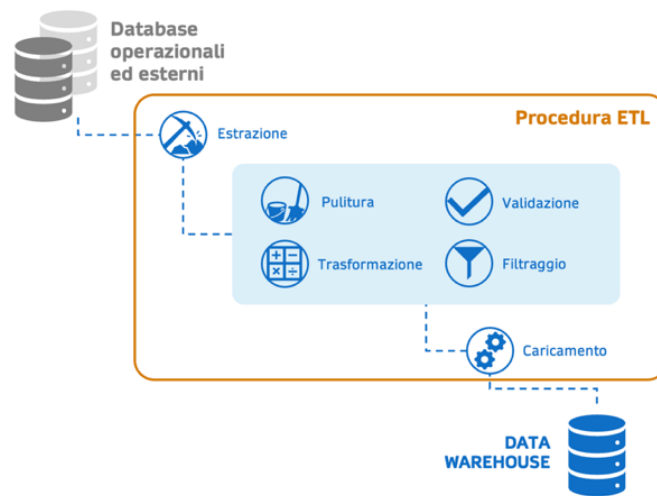 Database
operazionali
ed esterni
Procedura ETL
Estrazione
Pulitura
Validazione
Trasformazione
Filtraggio
Caricamento
DATA
WAREHOUSE